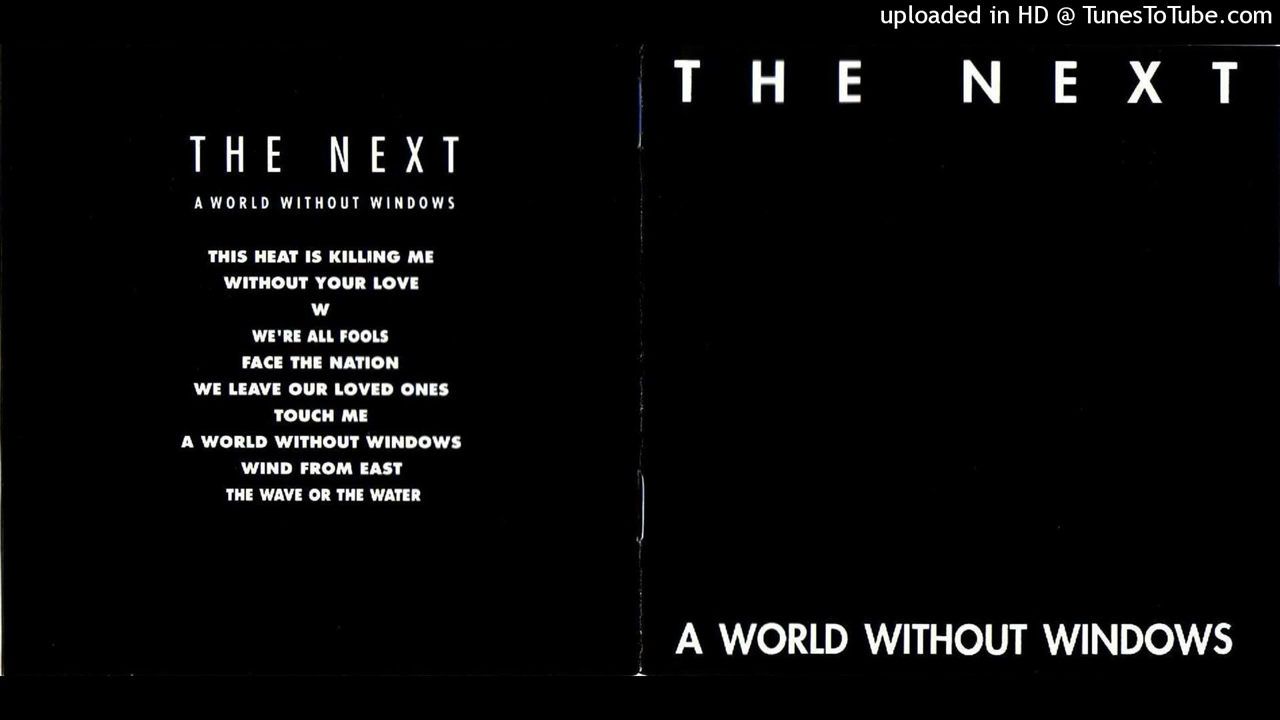 uploaded in HD @ TunesToTube.com
THE NEXT
A WORLD WITHOUT WINDOWS
THIS HEAT IS KILLING ME
WITHOUT YOUR LOVE
W
WE'RE ALL FOOLS
FACE THE NATION
WE LEAVE OUR LOVED ONES
TOUCH ME
A WORLD WITHOUT WINDOWS
WIND FROM EAST
THE WAVE OR THE WATER
THE NEXT
A WORLD WITHOUT WINDOWS